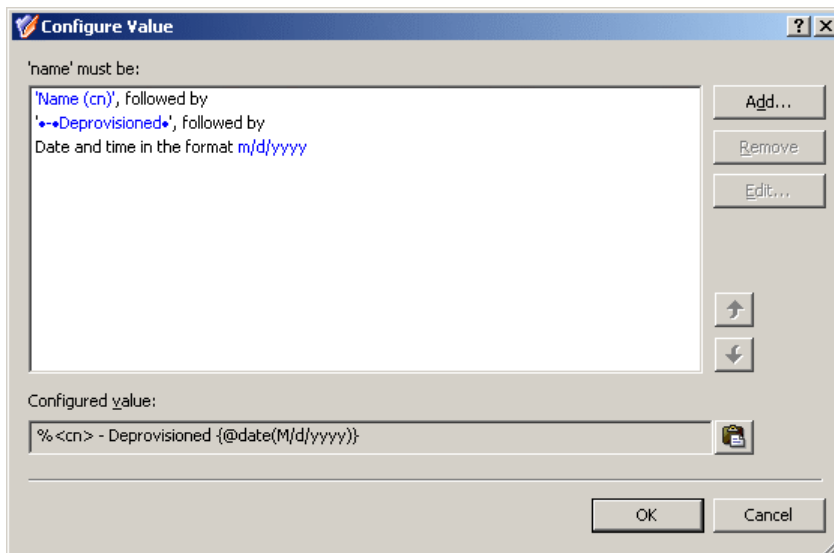 Configure Value
'name' must be:
'Name (cn)', followed by
'•-•Deprovisioned•', followed by
Date and time in the format m/d/yyyy
Add...
Remove
Edit...
Configured value:
%<cn> - Deprovisioned {@date(M/d/yyyy)}
OK
Cancel